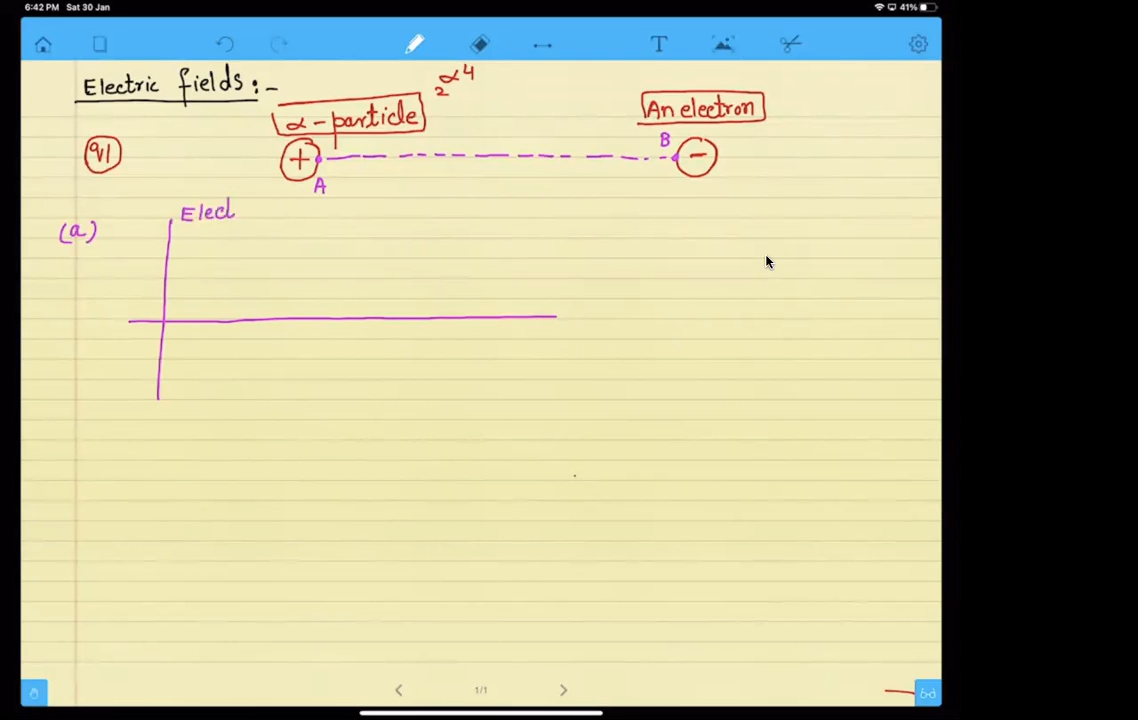 6:42 PM Sat 30 Jan 41%
T
Electric fields :-
₂α⁴
α - particle
An electron
q1
+
A
B
-
(a)
Elecl
1/1